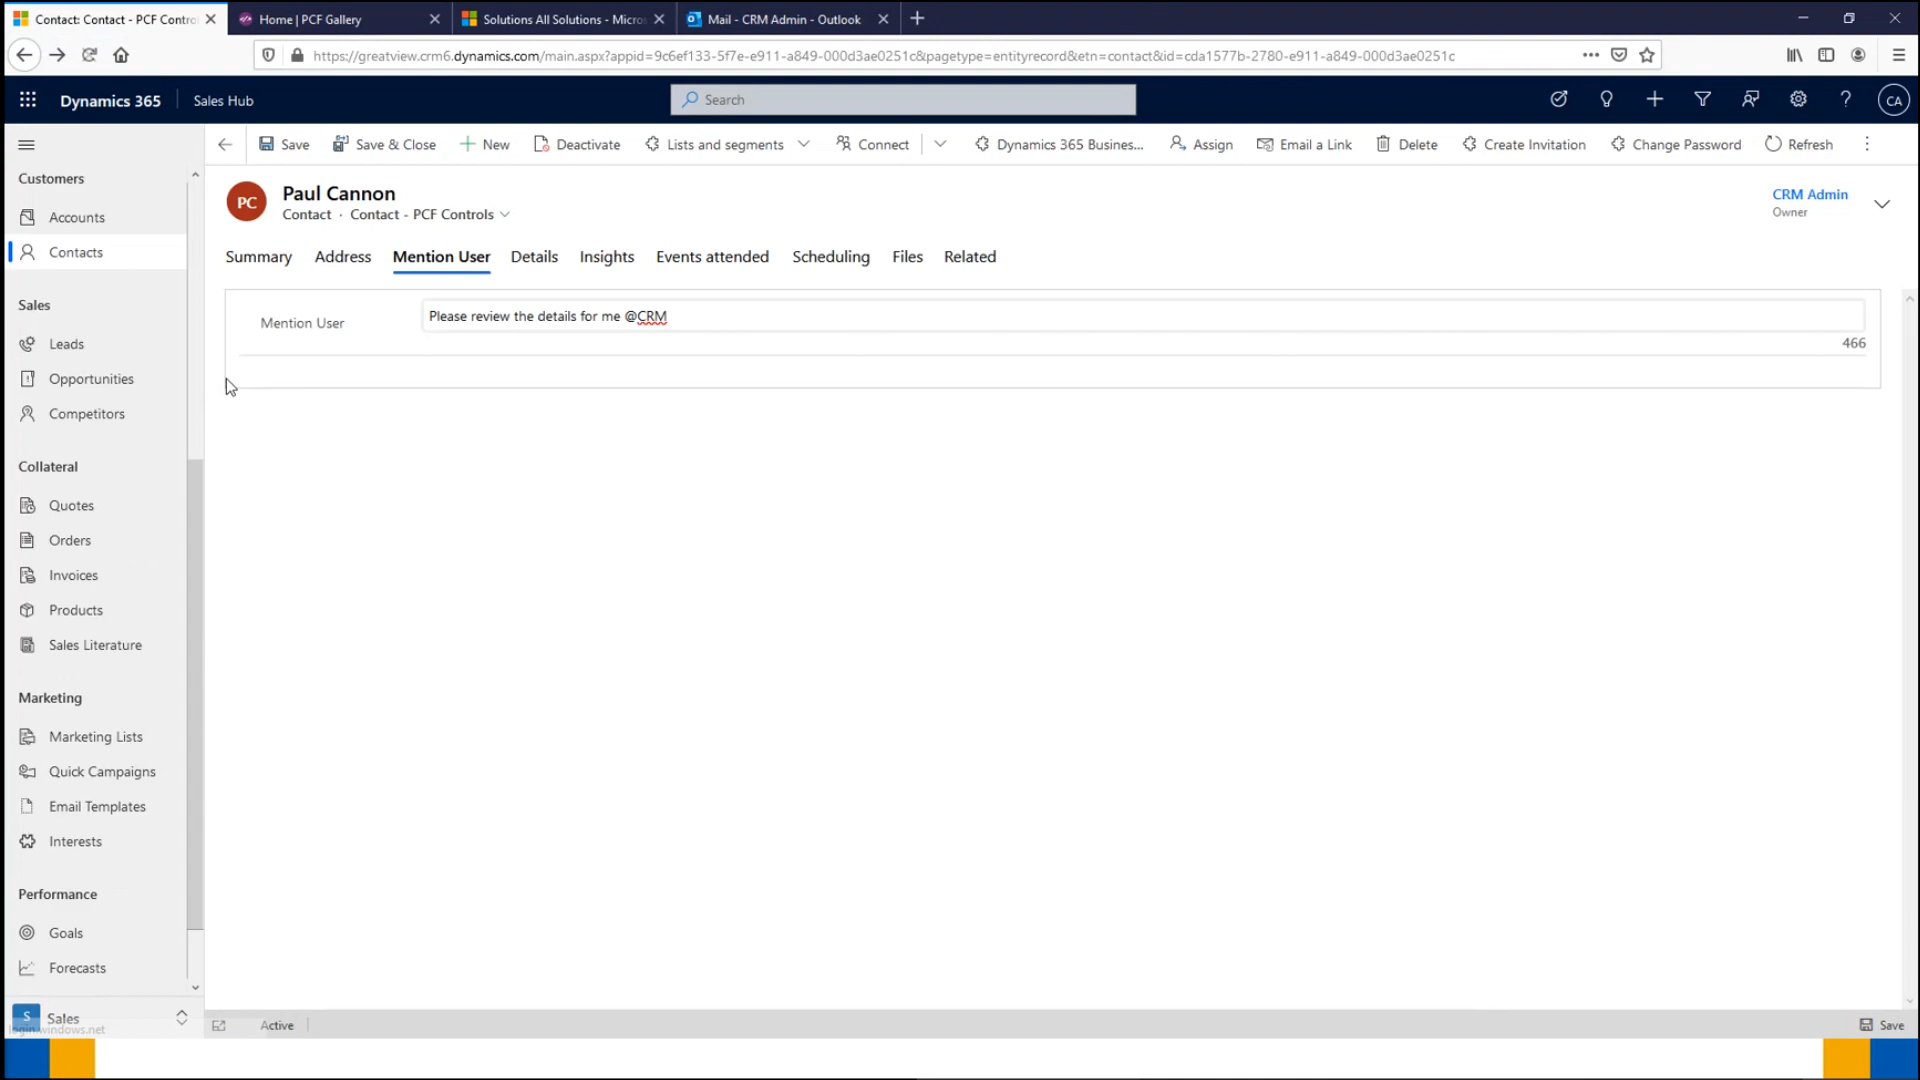 Contact: Contact - PCF Contro
Home | PCF Gallery
Solutions All Solutions - Micros
Mail - CRM Admin - Outlook
https://greatview.crm6.dynamics.com/main.aspx?appid=9c6ef133-5f7e-e911-a849-000d3ae0251c&pagetype=entityrecord&etn=contact&id=cda1577b-2780-e911-a849-000d3ae0251c
Dynamics 365
Sales Hub
Search
CA
Save
Save & Close
New
Deactivate
Lists and segments
Connect
Dynamics 365 Busines...
Assign
Email a Link
Delete
Create Invitation
Change Password
Refresh
Customers
Accounts
Contacts
Sales
Leads
Opportunities
Competitors
Collateral
Quotes
Orders
Invoices
Products
Sales Literature
Marketing
Marketing Lists
Quick Campaigns
Email Templates
Interests
Performance
Goals
Forecasts
S
Sales
login.windows.net
PC
Paul Cannon
Contact · Contact - PCF Controls
CRM Admin
Owner
Summary
Address
Mention User
Details
Insights
Events attended
Scheduling
Files
Related
Mention User
Please review the details for me @CRM
466
Active
Save